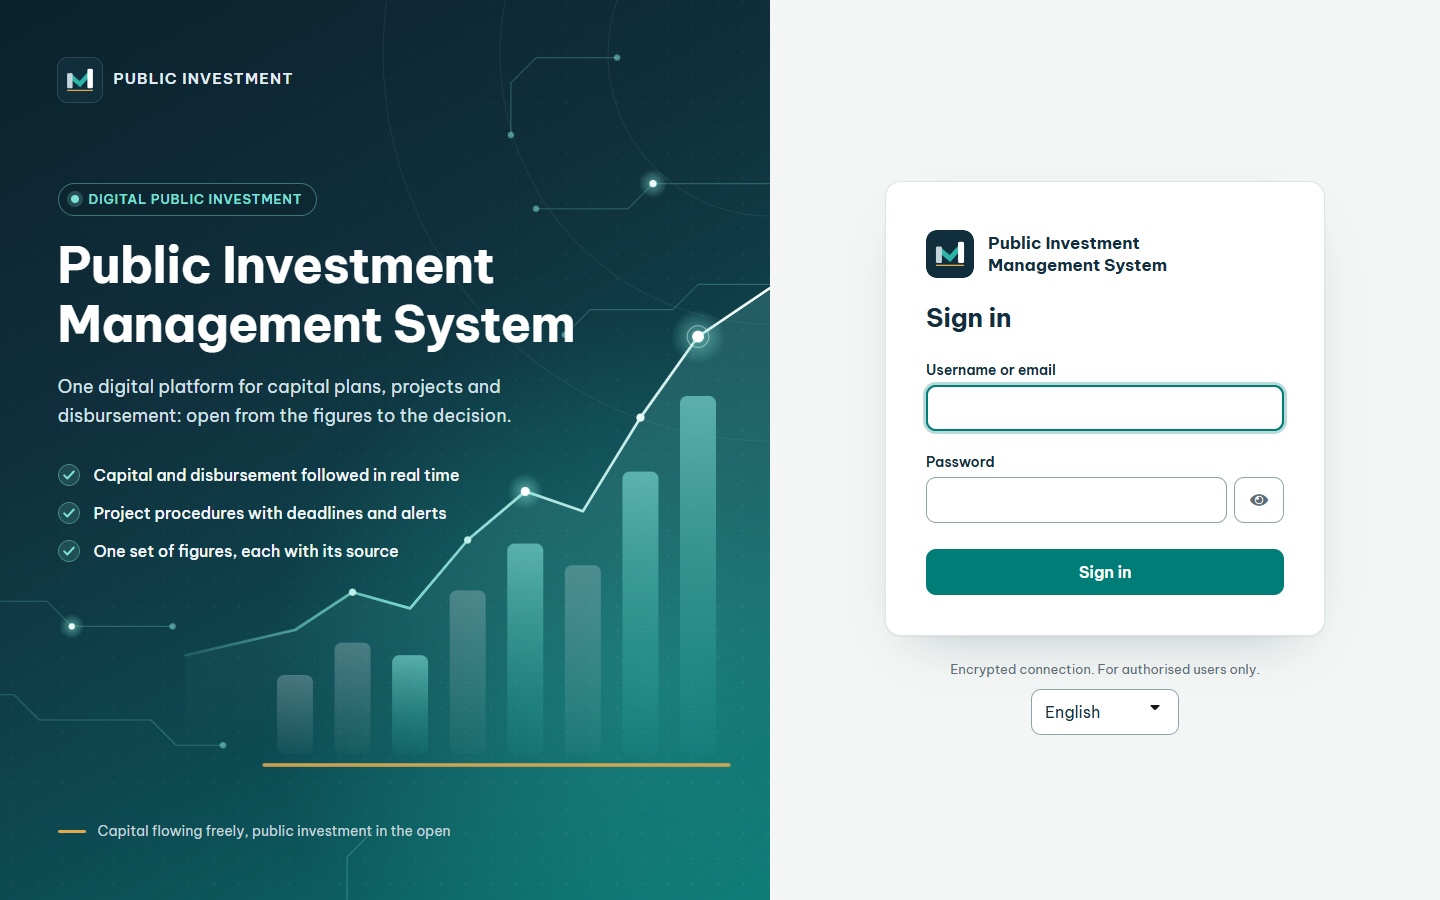 PUBLIC INVESTMENT
DIGITAL PUBLIC INVESTMENT
Public Investment
Management System
One digital platform for capital plans, projects and
disbursement: open from the figures to the decision.
Capital and disbursement followed in real time
Project procedures with deadlines and alerts
One set of figures, each with its source
Capital flowing freely, public investment in the open
Public Investment
Management System
Sign in
Username or email
Password
Sign in
Encrypted connection. For authorised users only.
English